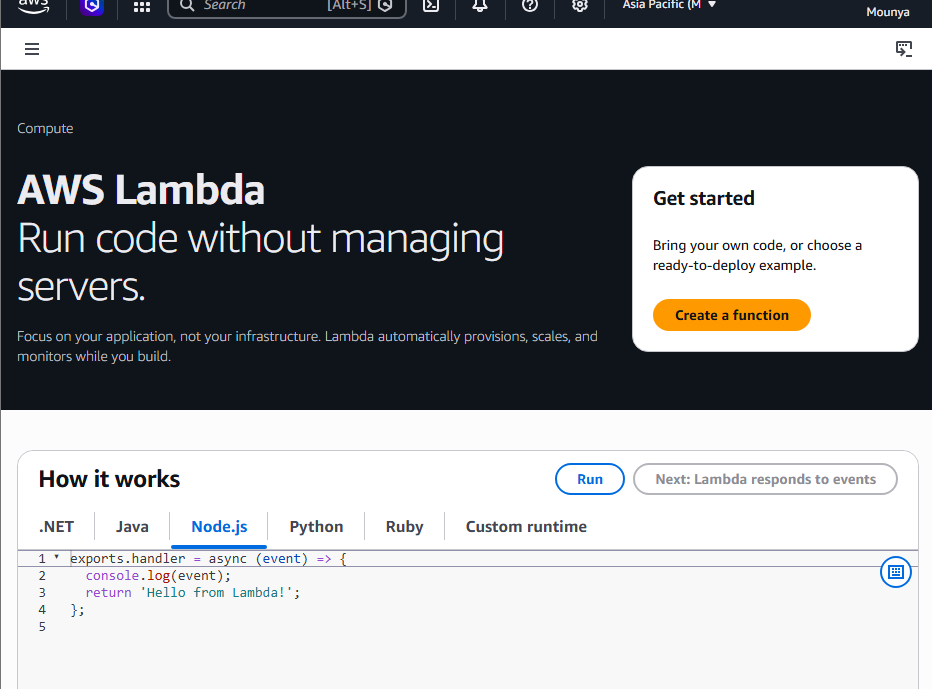 aws
Search
[Alt+S]
Asia Pacific (M
Mounya
Compute
AWS Lambda
Run code without managing
servers.
Focus on your application, not your infrastructure. Lambda automatically provisions, scales, and
monitors while you build.
Get started
Bring your own code, or choose a
ready-to-deploy example.
Create a function
How it works
Run
Next: Lambda responds to events
.NET
Java
Node.js
Python
Ruby
Custom runtime
1 exports.handler = async (event) => {
2 console.log(event);
3 return 'Hello from Lambda!';
4 };
5